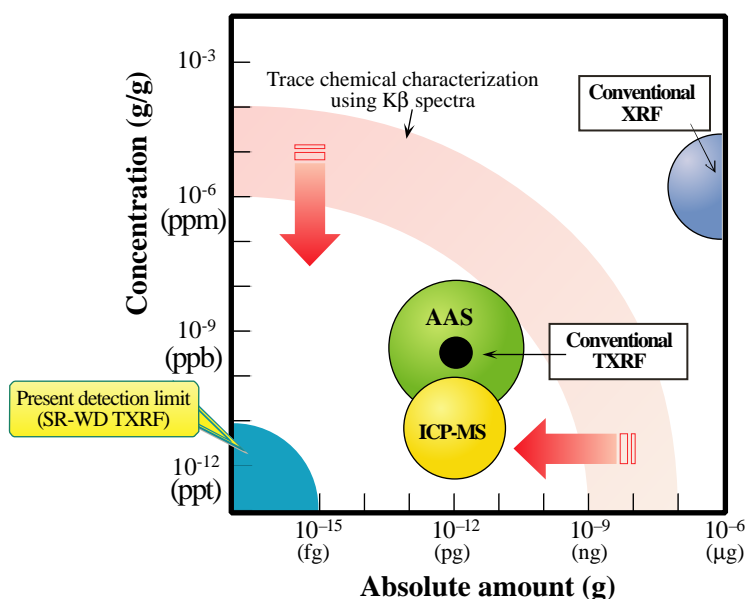 Concentration (g/g)
10⁻³
10⁻⁶
(ppm)
10⁻⁹
(ppb)
10⁻¹²
(ppt)
Trace chemical characterization
using Kβ spectra
Conventional
XRF
AAS
Conventional
TXRF
ICP-MS
Present detection limit
(SR-WD TXRF)
10⁻¹⁵
(fg)
10⁻¹²
(pg)
10⁻⁹
(ng)
10⁻⁶
(μg)
Absolute amount (g)